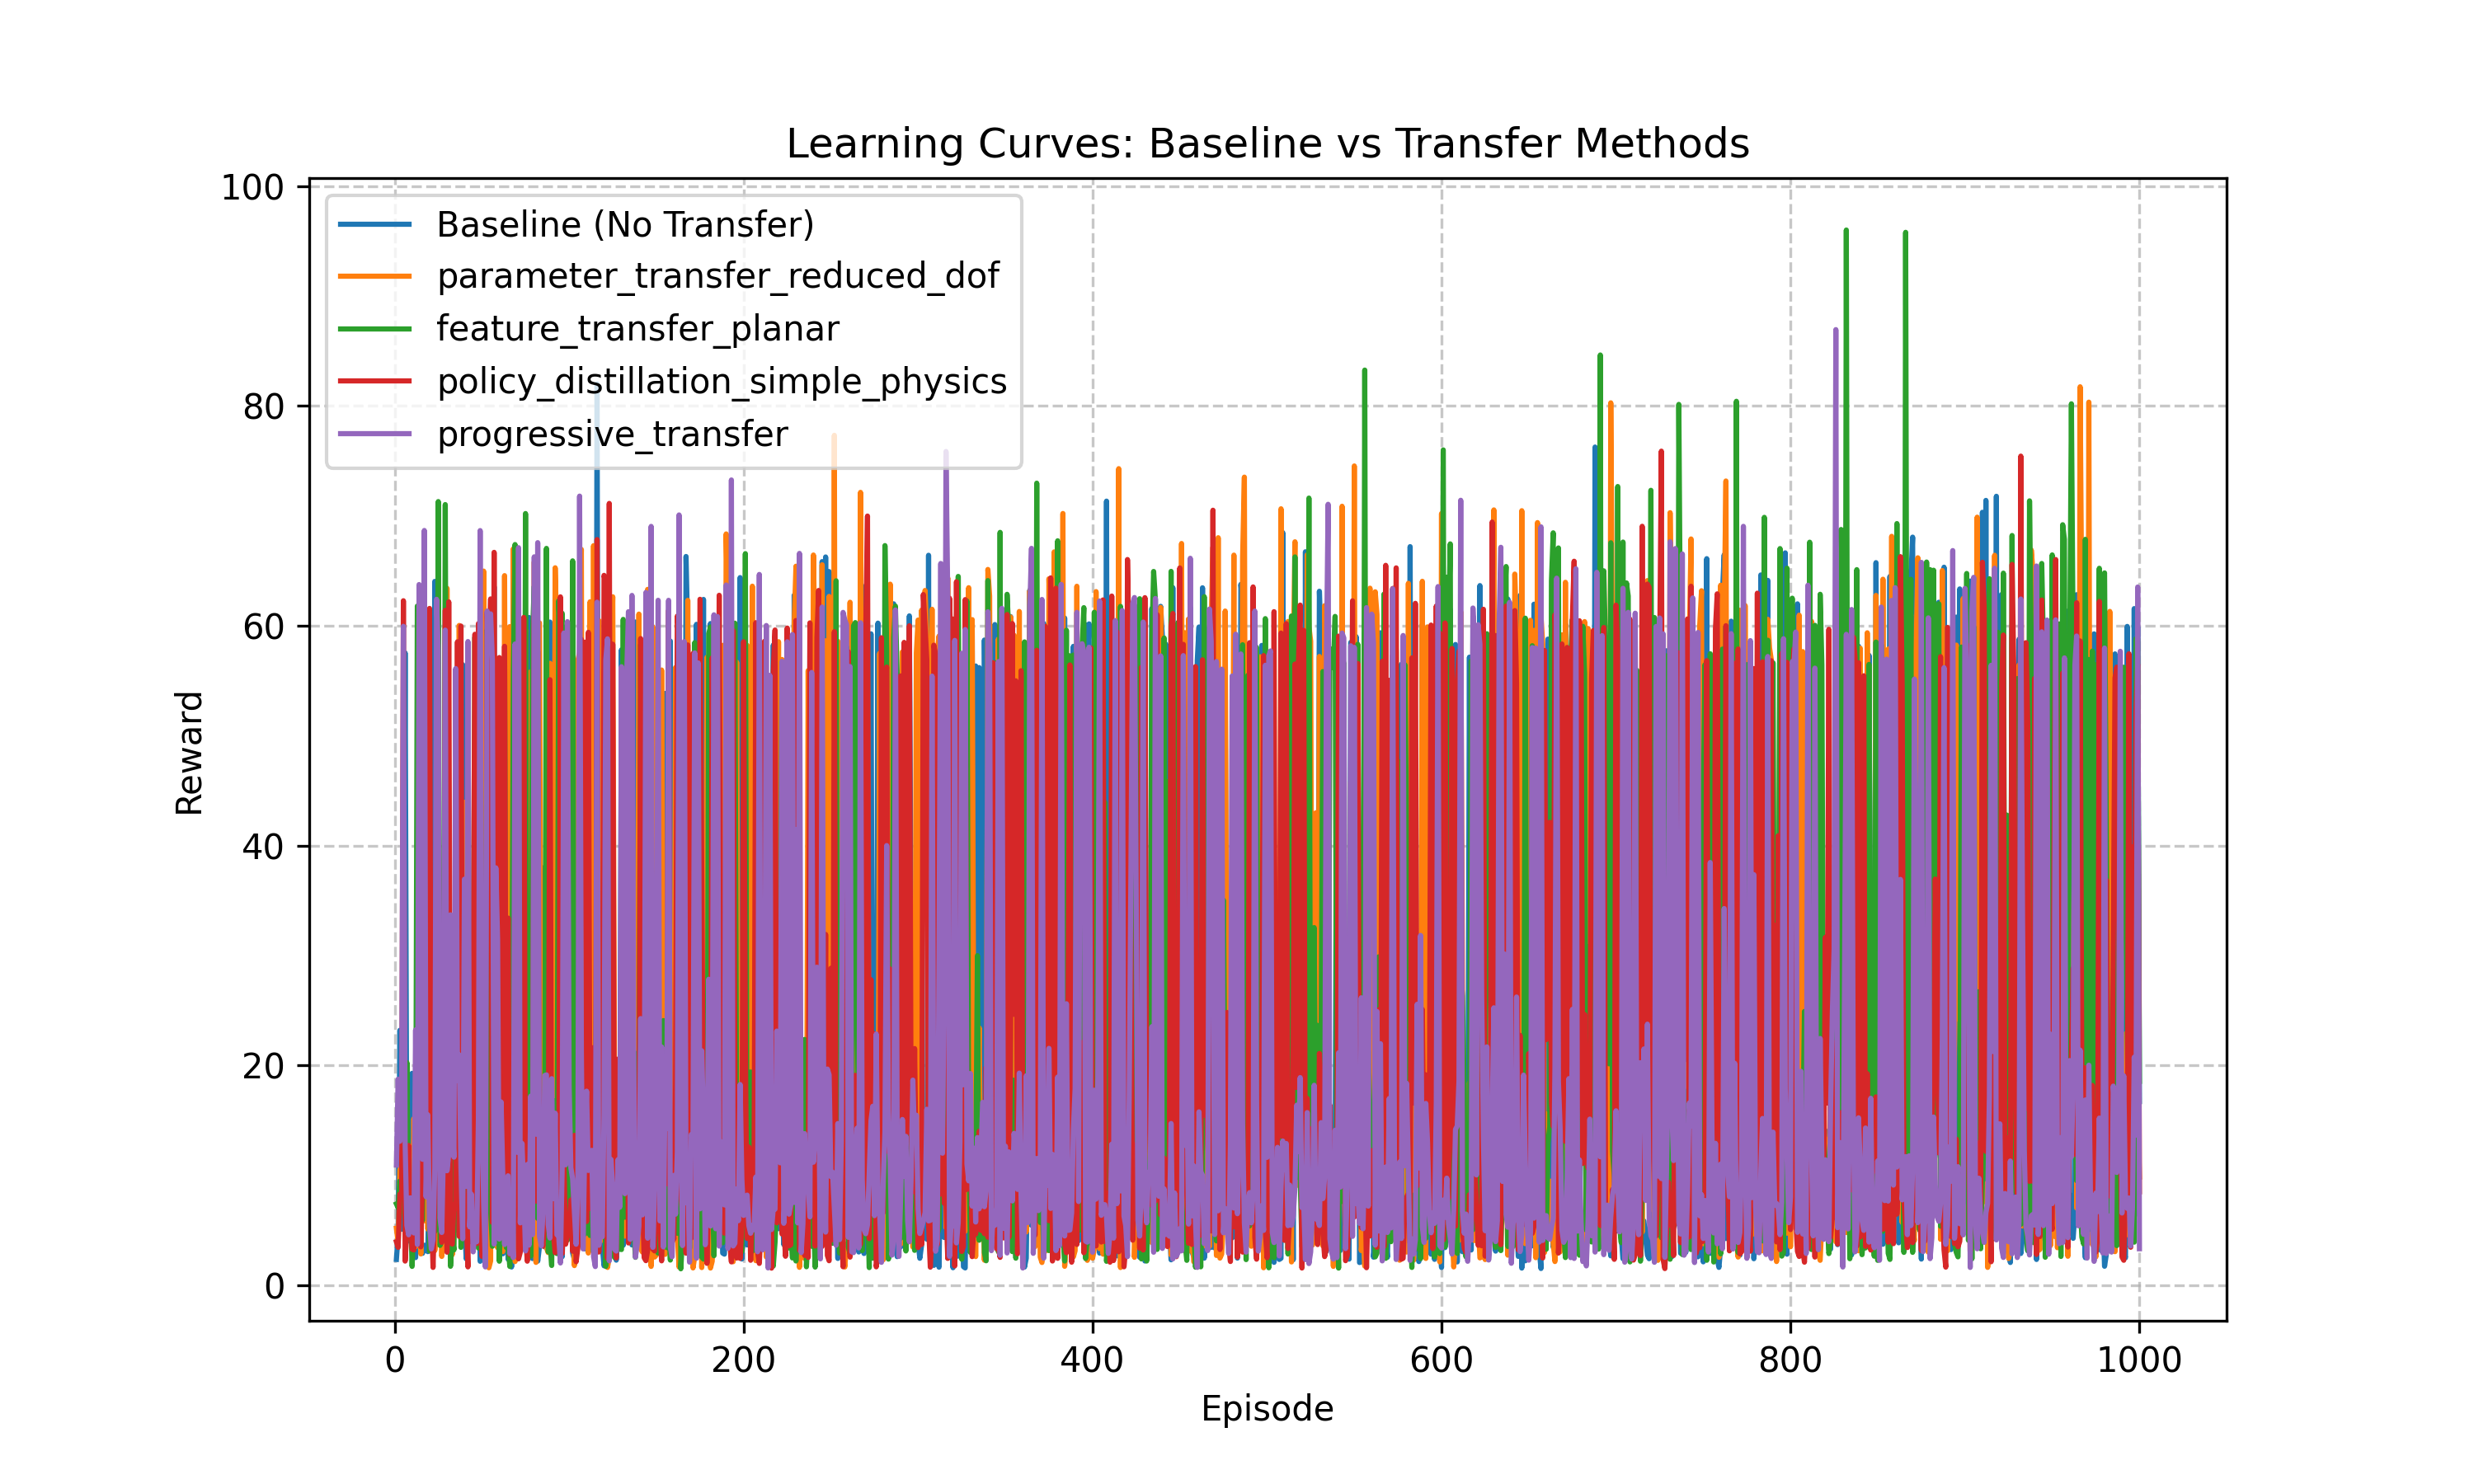 Learning Curves: Baseline vs Transfer Methods
100
80
60
40
20
0
Reward
Baseline (No Transfer)
parameter_transfer_reduced_dof
feature_transfer_planar
policy_distillation_simple_physics
progressive_transfer
0 200 400 600 800 1000
Episode